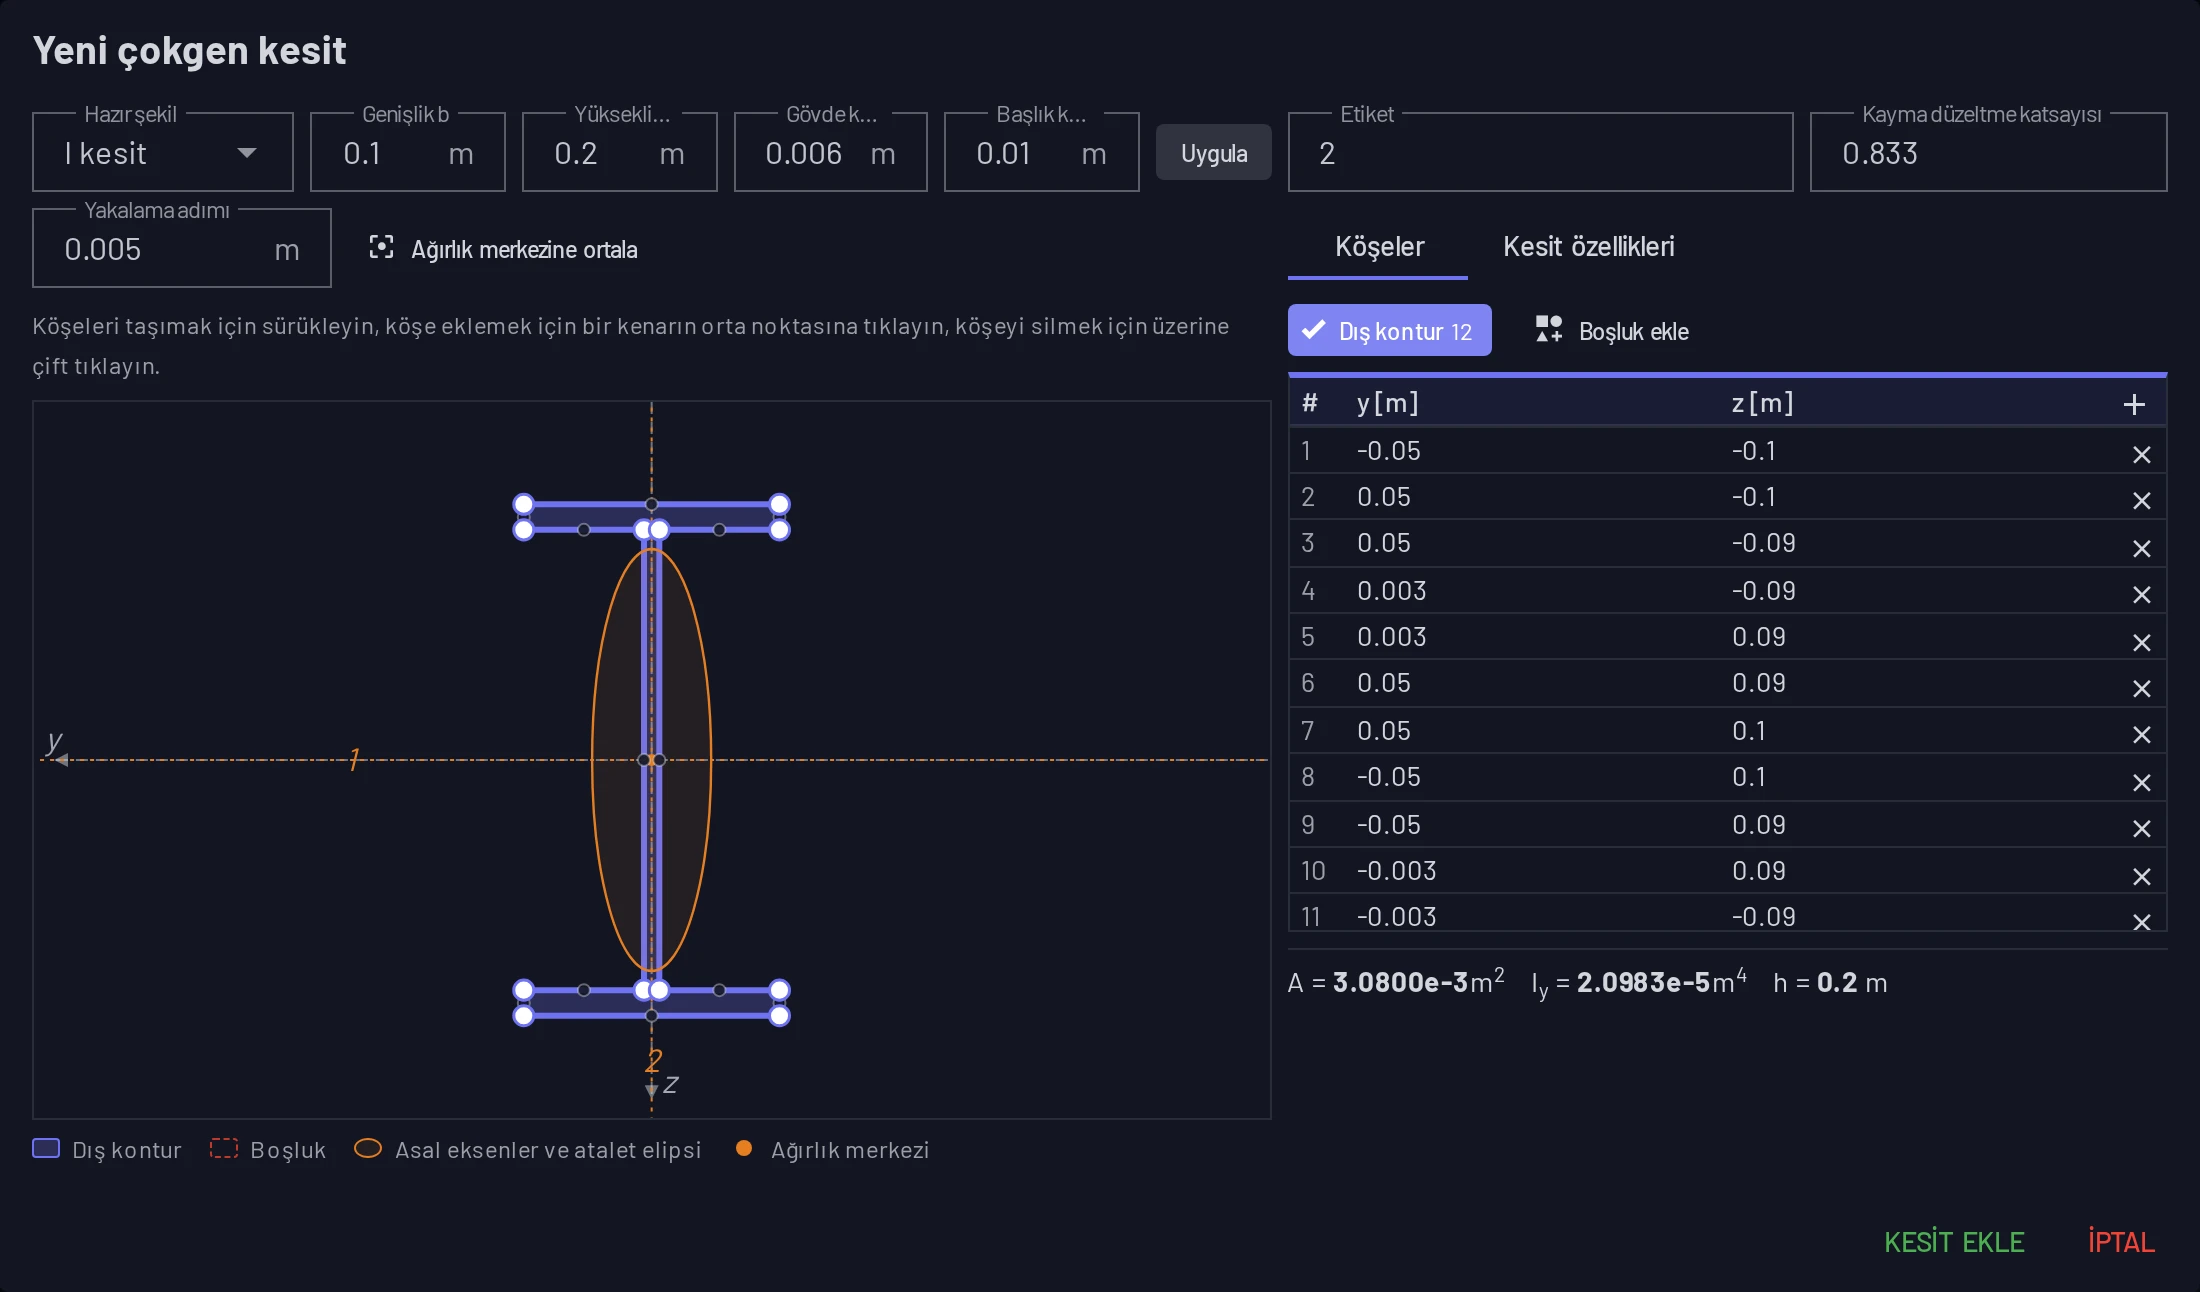 Yeni çokgen kesit
Hazır şekil
I kesit
Genişlik b
0.1 m
Yüksekli...
0.2 m
Gövde k...
0.006 m
Başlık k...
0.01 m
Uygula
Etiket
2
Kayma düzeltme katsayısı
0.833
Yakalama adımı
0.005 m
Ağırlık merkezine ortala
Köşeler
Kesit özellikleri
Köşeleri taşımak için sürükleyin, köşe eklemek için bir kenarın orta noktasına tıklayın, köşeyi silmek için üzerine
çift tıklayın.
Dış kontur 12
Boşluk ekle
# y [m] z [m]
1 -0.05 -0.1
2 0.05 -0.1
3 0.05 -0.09
4 0.003 -0.09
5 0.003 0.09
6 0.05 0.09
7 0.05 0.1
8 -0.05 0.1
9 -0.05 0.09
10 -0.003 0.09
11 -0.003 -0.09
y
1
2
z
A = 3.0800e-3m² I_y = 2.0983e-5m⁴ h = 0.2 m
Dış kontur
Boşluk
Asal eksenler ve atalet elipsi
Ağırlık merkezi
KESİT EKLE
İPTAL